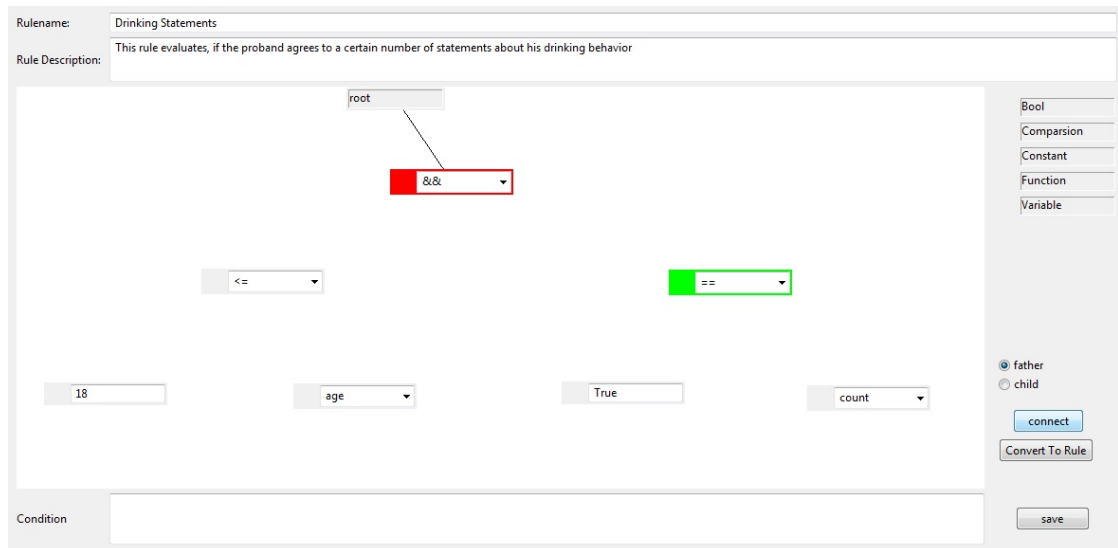 Rulename: Drinking Statements
Rule Description: This rule evaluates, if the proband agrees to a certain number of statements about his drinking behavior
root
Bool
Comparsion
Constant
Function
Variable
&&
<= ==
father
child
18 age True count
connect
Convert To Rule
Condition
save